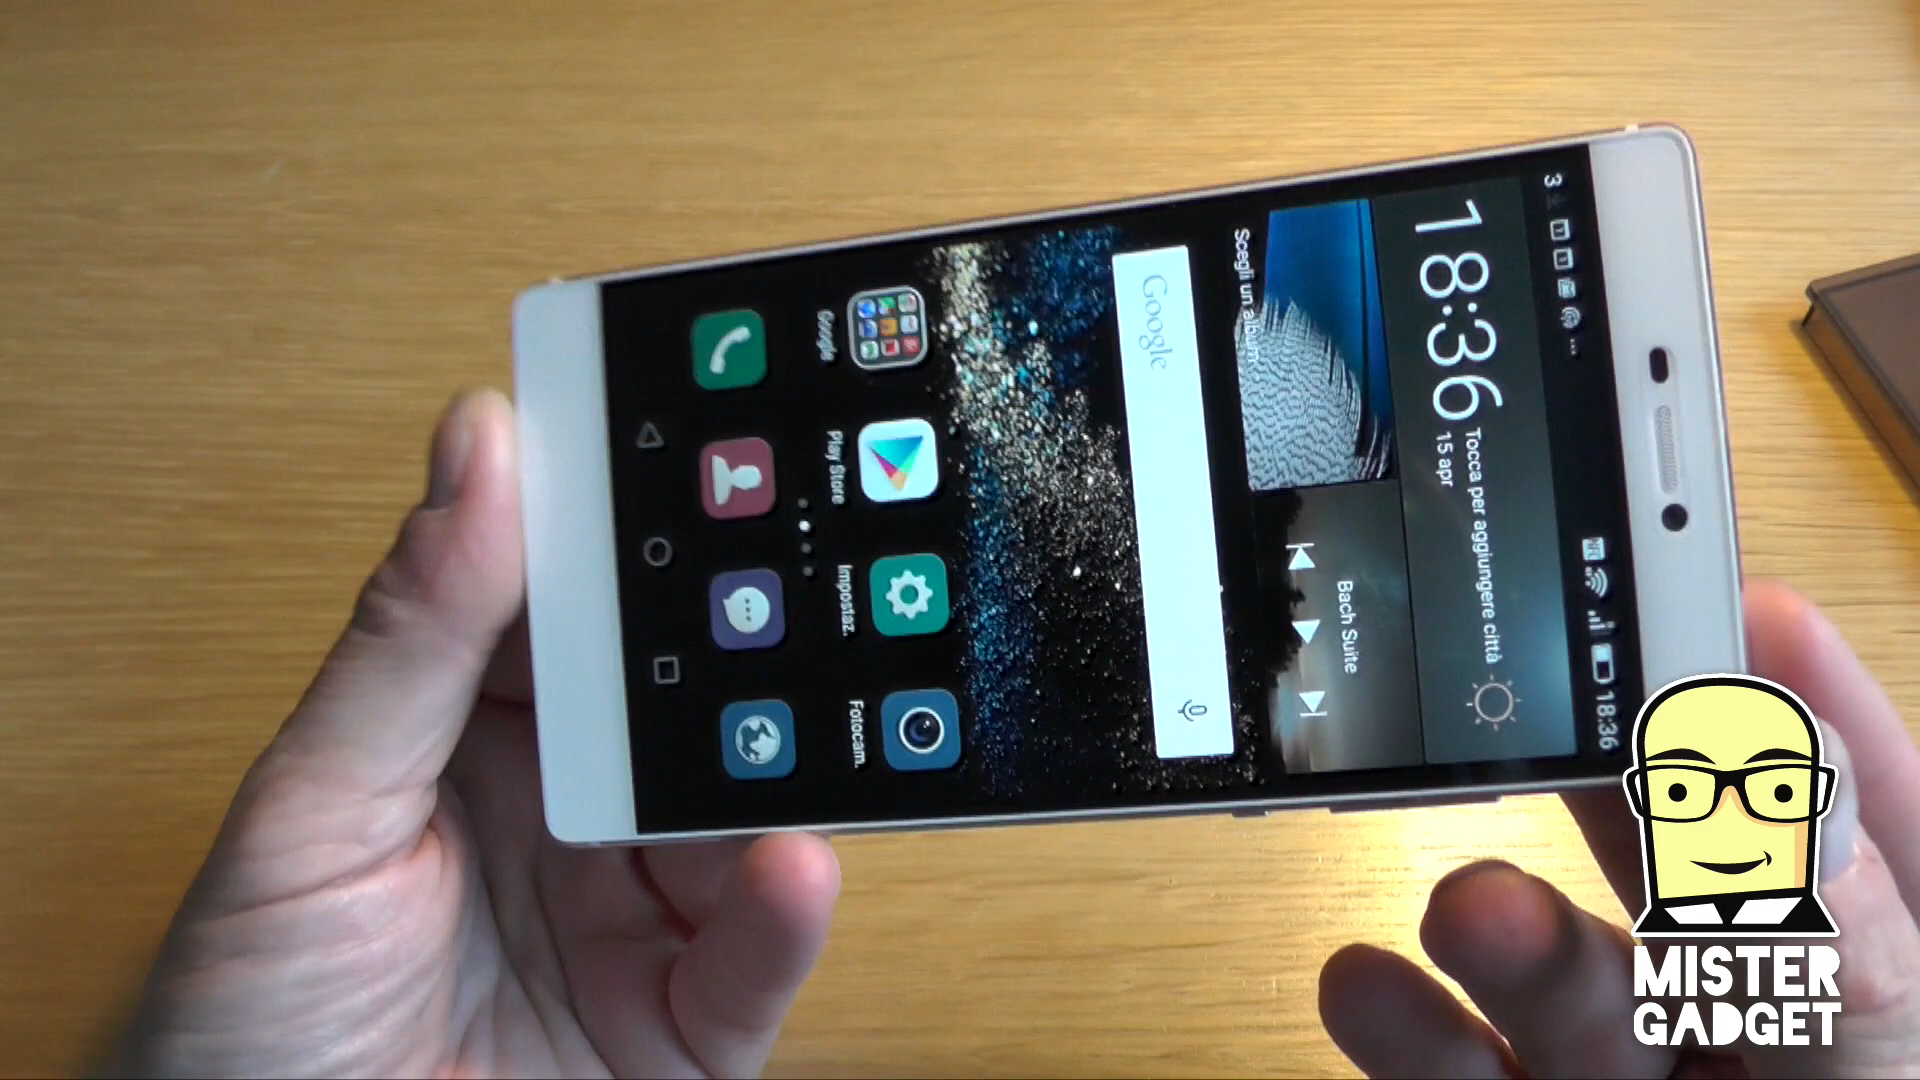 3
18:36
18:36
Tocca per aggiungere città
15 apr
Scegli un album
Bach Suite
Google
Google
Play Store
Impostaz.
Fotocam.
MISTER
GADGET